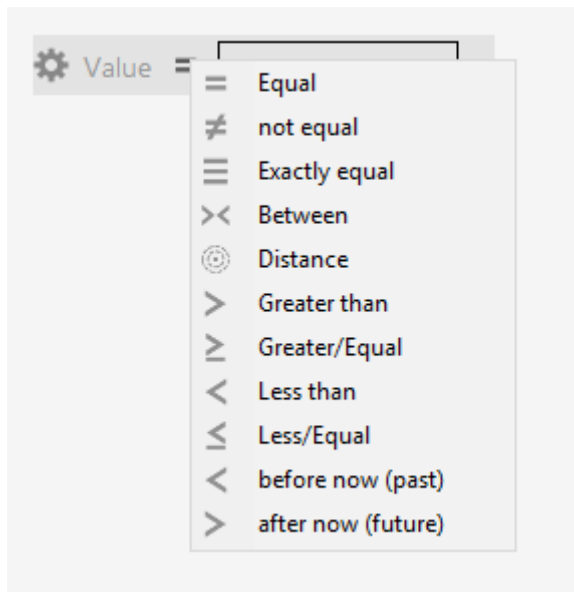 Value =
= Equal
≠ not equal
≡ Exactly equal
>< Between
Distance
> Greater than
≥ Greater/Equal
< Less than
≤ Less/Equal
< before now (past)
> after now (future)